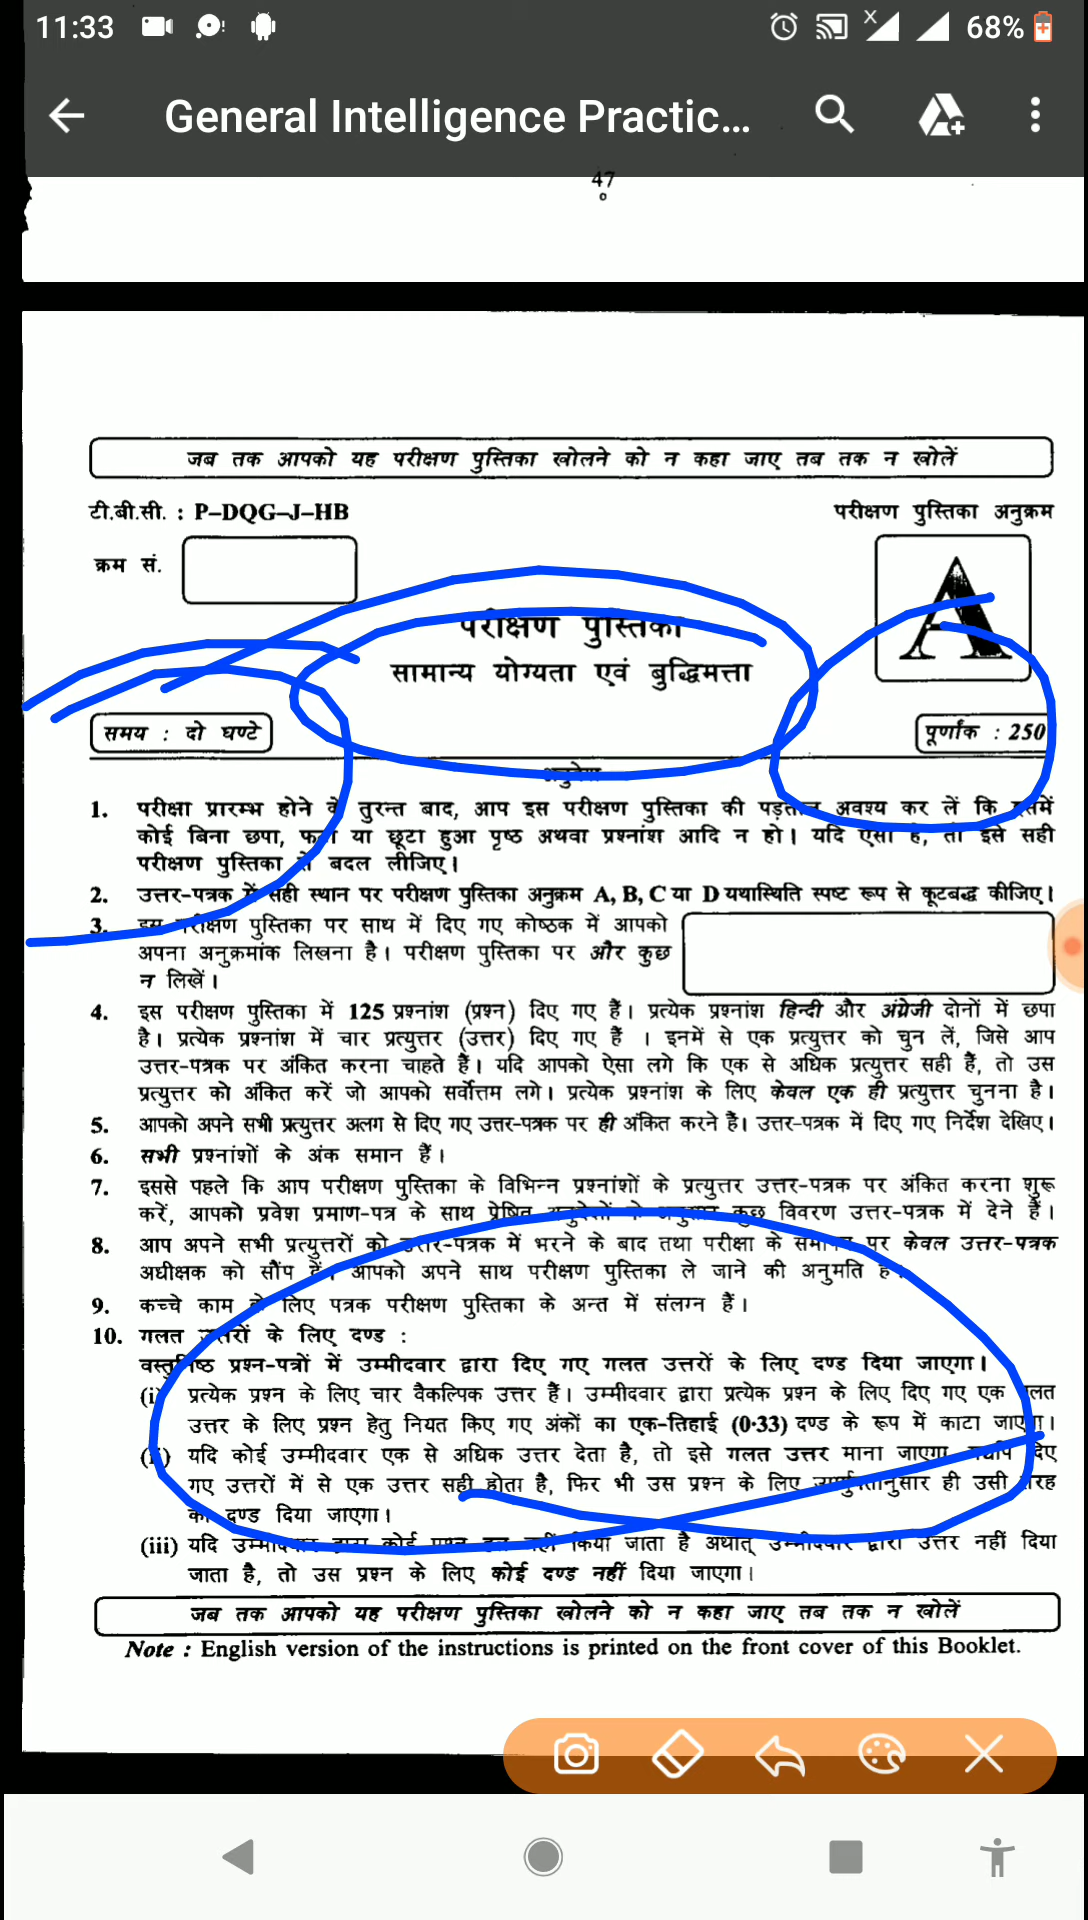 11:33
68%
General Intelligence Practic...
47
जब तक आपको यह परीक्षण पुस्तिका खोलने को न कहा जाए तब तक न खोलें
टी.बी.सी. : P–DQG–J–HB
परीक्षण पुस्तिका अनुक्रम
क्रम सं.
A
परीक्षण पुस्तिका
सामान्य योग्यता एवं बुद्धिमत्ता
समय : दो घण्टे
पूर्णांक : 250
1. परीक्षा प्रारम्भ होने के तुरन्त बाद, आप इस परीक्षण पुस्तिका की पड़ताल अवश्य कर लें कि इसमें
कोई बिना छपा, फटा या छूटा हुआ पृष्ठ अथवा प्रश्नांश आदि न हो। यदि ऐसा है, तो इसे सही
परीक्षण पुस्तिका से बदल लीजिए।
2. उत्तर-पत्रक में सही स्थान पर परीक्षण पुस्तिका अनुक्रम A, B, C या D यथास्थिति स्पष्ट रूप से कूटबद्ध कीजिए।
3. इस परीक्षण पुस्तिका पर साथ में दिए गए कोष्ठक में आपको
अपना अनुक्रमांक लिखना है। परीक्षण पुस्तिका पर और कुछ
न लिखें।
4. इस परीक्षण पुस्तिका में 125 प्रश्नांश (प्रश्न) दिए गए हैं। प्रत्येक प्रश्नांश हिन्दी और अंग्रेजी दोनों में छपा
है। प्रत्येक प्रश्नांश में चार प्रत्युत्तर (उत्तर) दिए गए हैं । इनमें से एक प्रत्युत्तर को चुन लें, जिसे आप
उत्तर-पत्रक पर अंकित करना चाहते हैं। यदि आपको ऐसा लगे कि एक से अधिक प्रत्युत्तर सही हैं, तो उस
प्रत्युत्तर को अंकित करें जो आपको सर्वोत्तम लगे। प्रत्येक प्रश्नांश के लिए केवल एक ही प्रत्युत्तर चुनना है।
5. आपको अपने सभी प्रत्युत्तर अलग से दिए गए उत्तर-पत्रक पर ही अंकित करने हैं। उत्तर-पत्रक में दिए गए निर्देश देखिए।
6. सभी प्रश्नांशों के अंक समान हैं।
7. इससे पहले कि आप परीक्षण पुस्तिका के विभिन्न प्रश्नांशों के प्रत्युत्तर उत्तर-पत्रक पर अंकित करना शुरू
करें, आपको प्रवेश प्रमाण-पत्र के साथ प्रेषित अनुदेशों के अनुसार कुछ विवरण उत्तर-पत्रक में देने हैं।
8. आप अपने सभी प्रत्युत्तरों को उत्तर-पत्रक में भरने के बाद तथा परीक्षा के समापन पर केवल उत्तर-पत्रक
अधीक्षक को सौंप दें। आपको अपने साथ परीक्षण पुस्तिका ले जाने की अनुमति है।
9. कच्चे काम के लिए पत्रक परीक्षण पुस्तिका के अन्त में संलग्न हैं।
10. गलत उत्तरों के लिए दण्ड :
वस्तुनिष्ठ प्रश्न-पत्रों में उम्मीदवार द्वारा दिए गए गलत उत्तरों के लिए दण्ड दिया जाएगा।
(i) प्रत्येक प्रश्न के लिए चार वैकल्पिक उत्तर हैं। उम्मीदवार द्वारा प्रत्येक प्रश्न के लिए दिए गए एक गलत
उत्तर के लिए प्रश्न हेतु नियत किए गए अंकों का एक-तिहाई (0·33) दण्ड के रूप में काटा जाएगा।
(ii) यदि कोई उम्मीदवार एक से अधिक उत्तर देता है, तो इसे गलत उत्तर माना जाएगा, यद्यपि दिए
गए उत्तरों में से एक उत्तर सही होता है, फिर भी उस प्रश्न के लिए उपर्युक्तानुसार ही उसी तरह
का दण्ड दिया जाएगा।
(iii) यदि उम्मीदवार द्वारा कोई प्रश्न हल नहीं किया जाता है अर्थात् उम्मीदवार द्वारा उत्तर नहीं दिया
जाता है, तो उस प्रश्न के लिए कोई दण्ड नहीं दिया जाएगा।
जब तक आपको यह परीक्षण पुस्तिका खोलने को न कहा जाए तब तक न खोलें
Note : English version of the instructions is printed on the front cover of this Booklet.